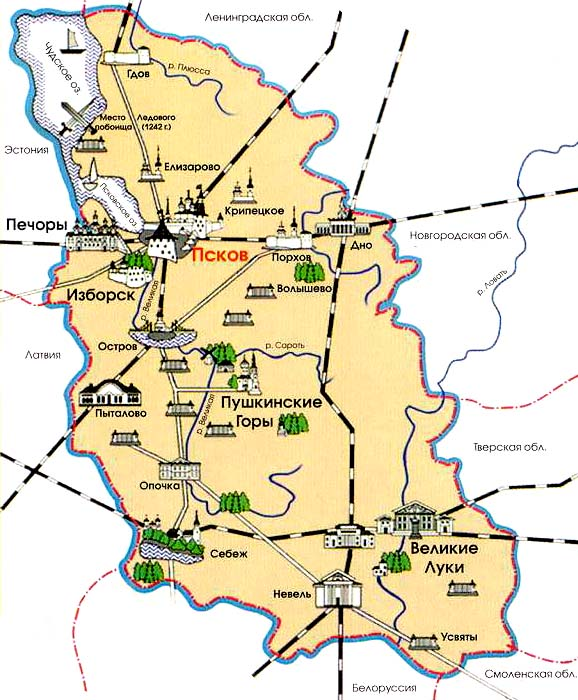 Ленинградская обл.
Чудское оз.
Гдов
р. Плюсса
Место Ледового
побоища (1242 г.)
Эстония
Елизарово
Псковское оз.
Крипецкое
Печоры
Псков
Порхов
Дно
Новгородская обл.
Изборск
р. Великая
Волышево
р. Ловать
Остров
р. Сороть
Латвия
Пыталово
р. Великая
Пушкинские
Горы
Тверская обл.
Опочка
Себеж
Великие
Луки
Невель
Усвяты
Смоленская обл.
Белоруссия